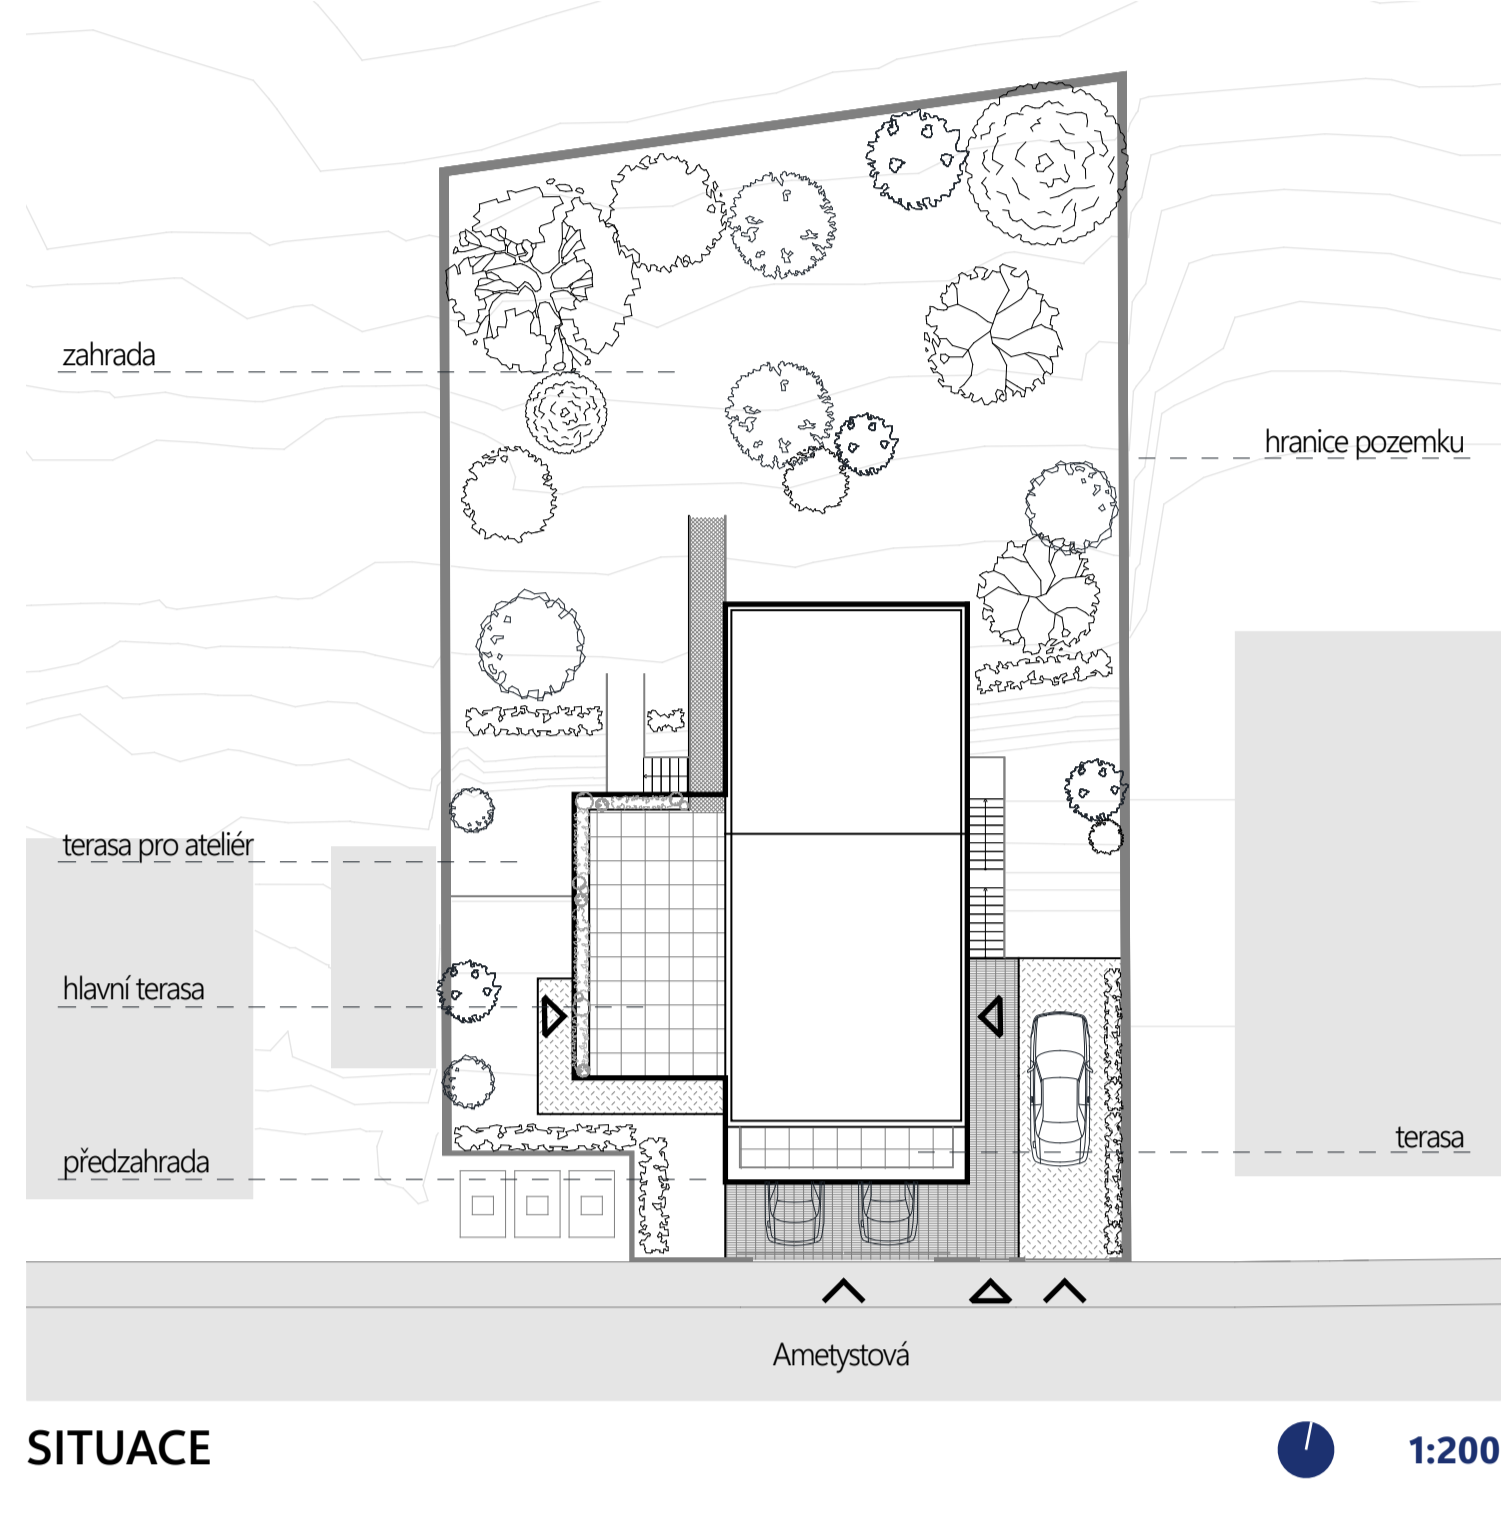 zahrada
hranice pozemku
terasa pro ateliér
hlavní terasa
terasa
předzahrada
Ametystová
SITUACE
1:200